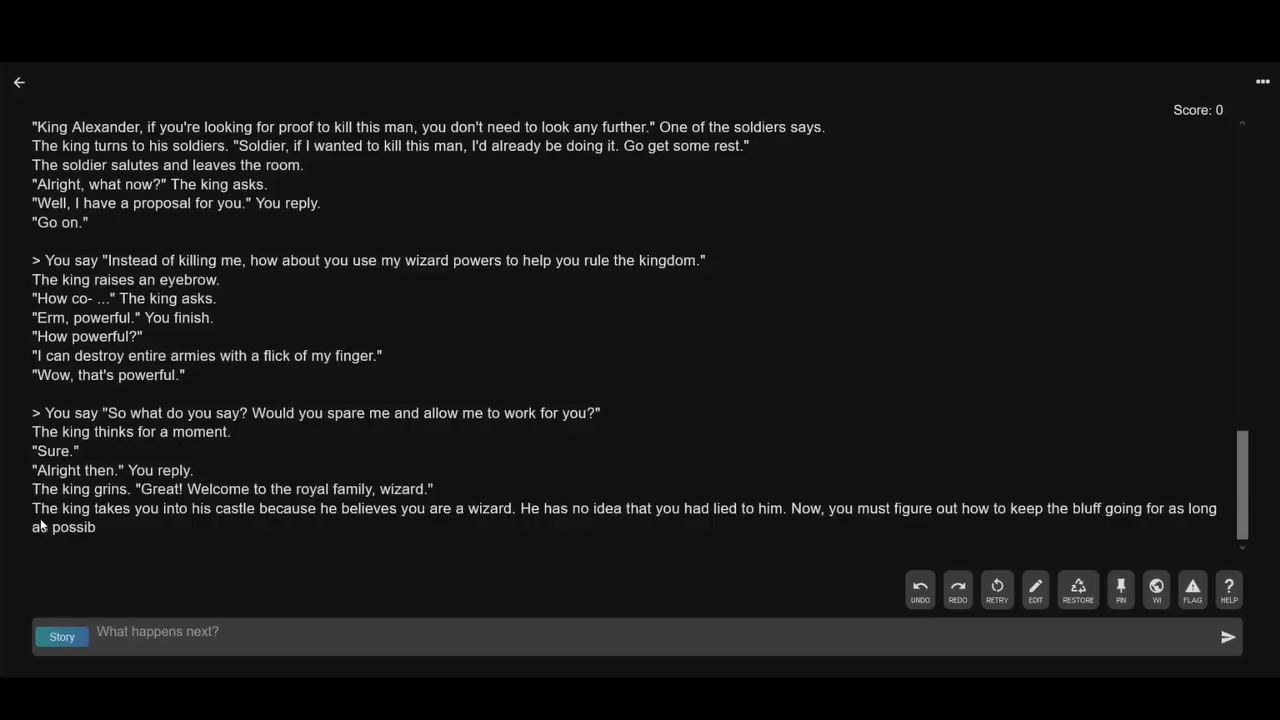 Score: 0
"King Alexander, if you're looking for proof to kill this man, you don't need to look any further." One of the soldiers says.
The king turns to his soldiers. "Soldier, if I wanted to kill this man, I'd already be doing it. Go get some rest."
The soldier salutes and leaves the room.
"Alright, what now?" The king asks.
"Well, I have a proposal for you." You reply.
"Go on."
> You say "Instead of killing me, how about you use my wizard powers to help you rule the kingdom."
The king raises an eyebrow.
"How co- ..." The king asks.
"Erm, powerful." You finish.
"How powerful?"
"I can destroy entire armies with a flick of my finger."
"Wow, that's powerful."
> You say "So what do you say? Would you spare me and allow me to work for you?"
The king thinks for a moment.
"Sure."
"Alright then." You reply.
The king grins. "Great! Welcome to the royal family, wizard."
The king takes you into his castle because he believes you are a wizard. He has no idea that you had lied to him. Now, you must figure out how to keep the bluff going for as long
as possib
UNDO REDO RETRY EDIT RESTORE PIN WI FLAG HELP
Story What happens next?